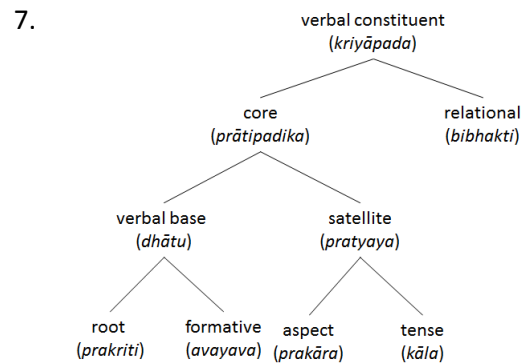 7.
verbal constituent
(kriyāpada)
core
(prātipadika)
relational
(bibhakti)
verbal base
(dhātu)
satellite
(pratyaya)
root
(prakriti)
formative
(avayava)
aspect
(prakāra)
tense
(kāla)